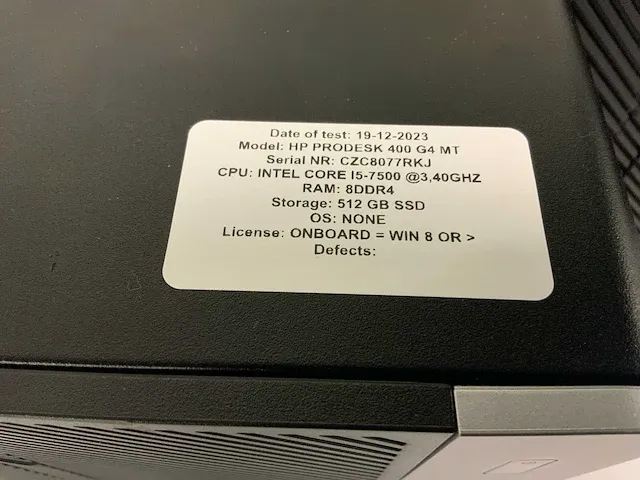 Date of test: 19-12-2023
Model: HP PRODESK 400 G4 MT
Serial NR: CZC8077RKJ
CPU: INTEL CORE I5-7500 @3,40GHZ
RAM: 8DDR4
Storage: 512 GB SSD
OS: NONE
License: ONBOARD = WIN 8 OR >
Defects: